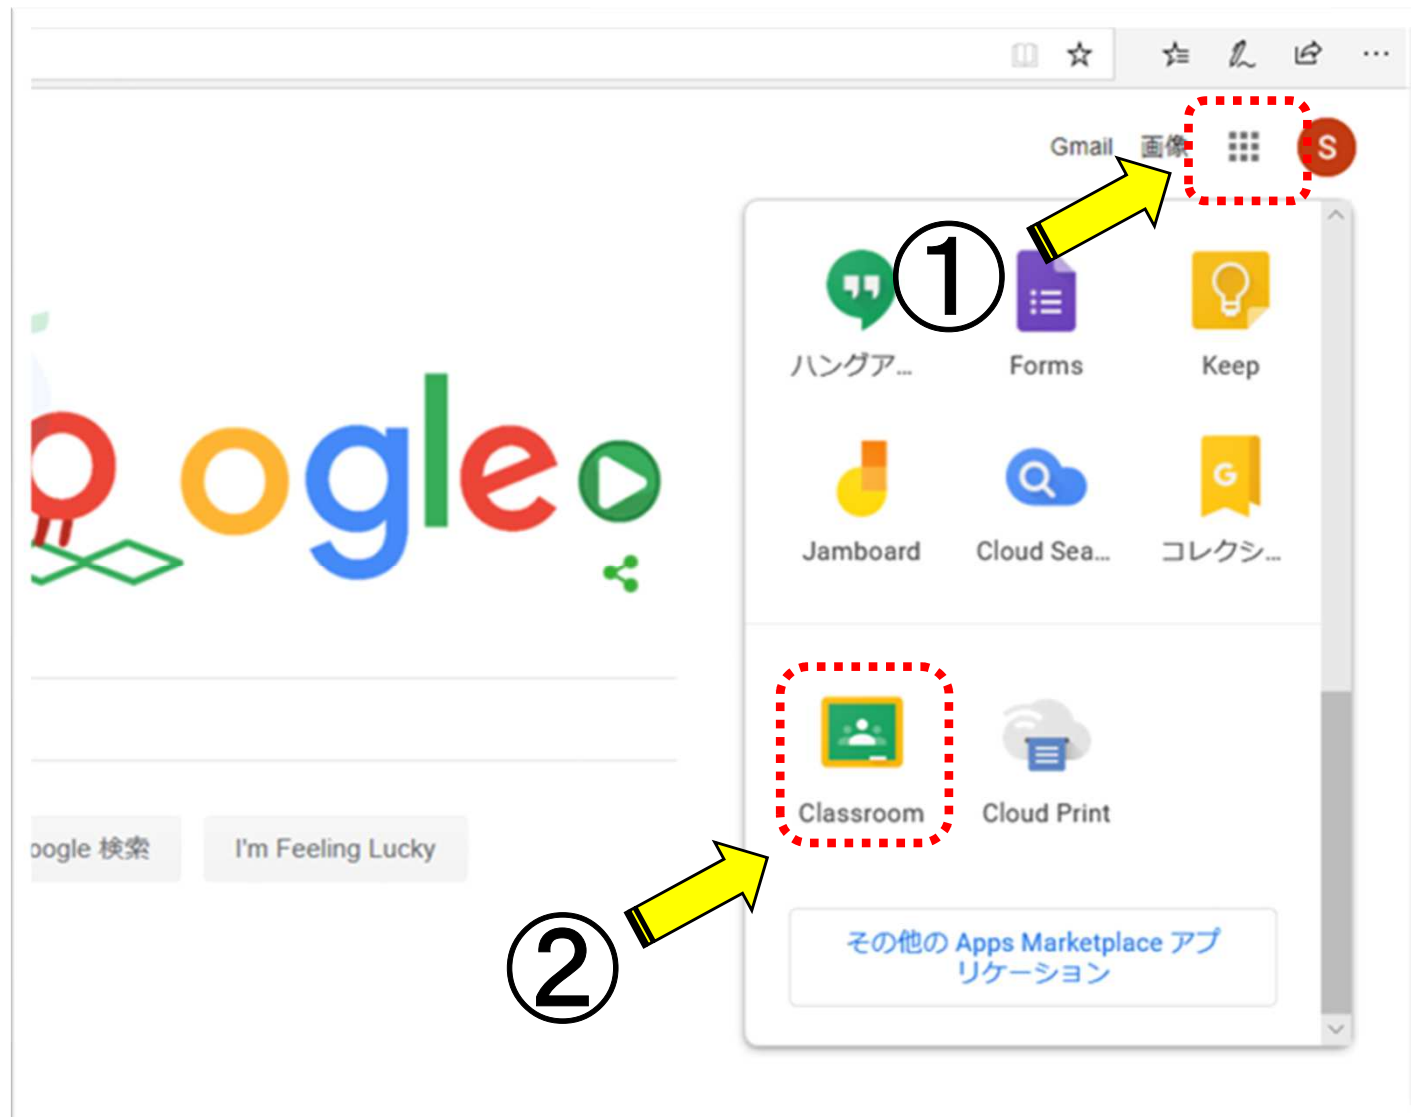 Gmail 画像 S
①
ハングア... Forms Keep
G
Jamboard Cloud Sea... コレクシ...
ogle
Classroom Cloud Print
oogle 検索 I'm Feeling Lucky
②
その他の Apps Marketplace アプ
リケーション